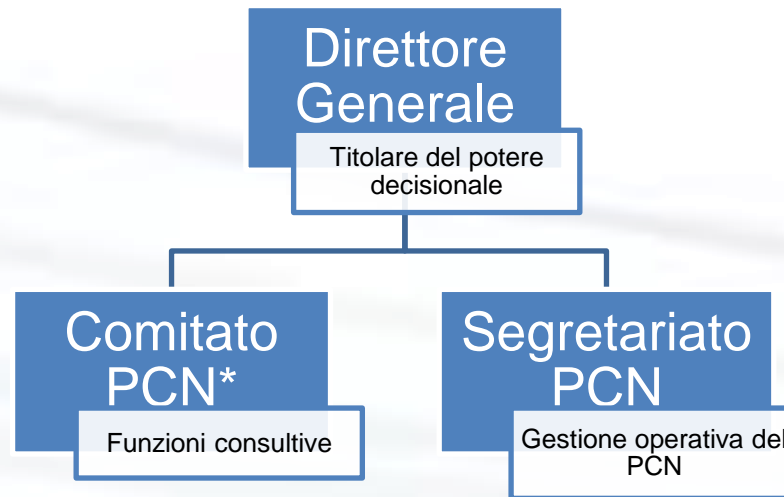 Direttore
Generale
Titolare del potere
decisionale
Comitato
PCN*
Funzioni consultive
Segretariato
PCN
Gestione operativa del
PCN